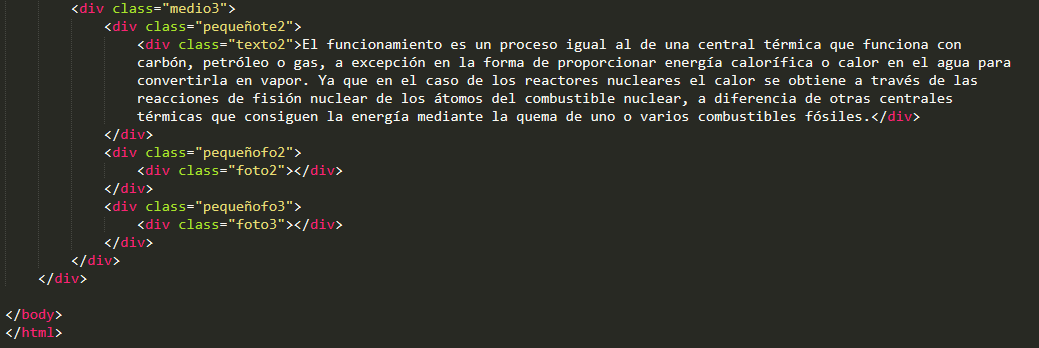 <div class="medio3">
<div class="pequeñote2">
<div class="texto2">El funcionamiento es un proceso igual al de una central térmica que funciona con
carbón, petróleo o gas, a excepción en la forma de proporcionar energía calorífica o calor en el agua para
convertirla en vapor. Ya que en el caso de los reactores nucleares el calor se obtiene a través de las
reacciones de fisión nuclear de los átomos del combustible nuclear, a diferencia de otras centrales
térmicas que consiguen la energía mediante la quema de uno o varios combustibles fósiles.</div>
</div>
<div class="pequeñofo2">
<div class="foto2"></div>
</div>
<div class="pequeñofo3">
<div class="foto3"></div>
</div>
</div>
</div>
</body>
</html>